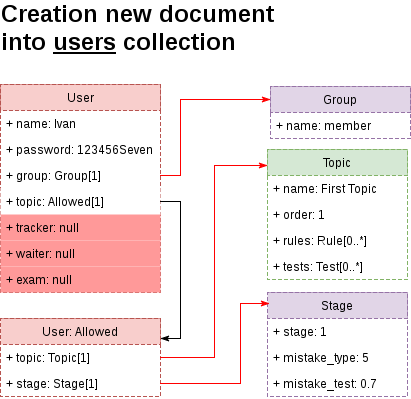 Creation new document
into users collection
User
+ name: Ivan
+ password: 123456Seven
+ group: Group[1]
+ topic: Allowed[1]
+ tracker: null
+ waiter: null
+ exam: null
User: Allowed
+ topic: Topic[1]
+ stage: Stage[1]
Group
+ name: member
Topic
+ name: First Topic
+ order: 1
+ rules: Rule[0..*]
+ tests: Test[0..*]
Stage
+ stage: 1
+ mistake_type: 5
+ mistake_test: 0.7